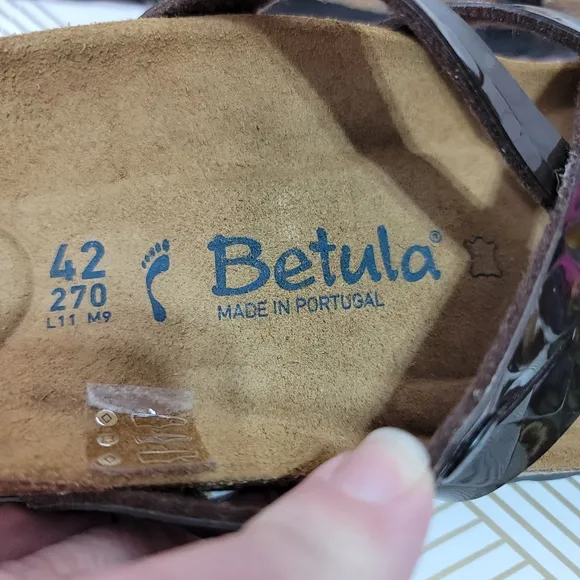 42
270
L11 M9
Betula®
MADE IN PORTUGAL